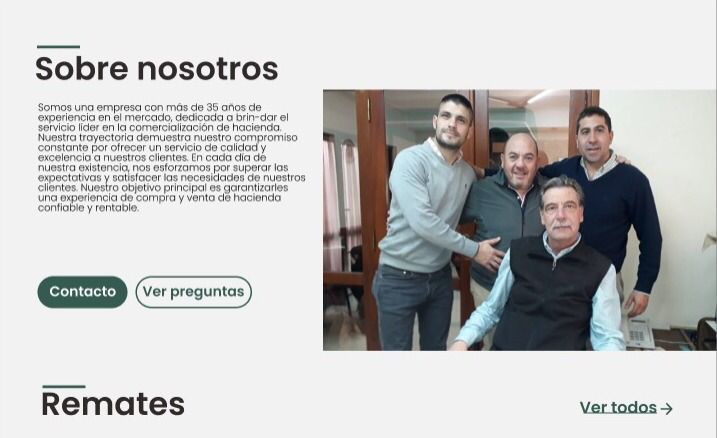 Sobre nosotros
Somos una empresa con más de 35 años de
experiencia en el mercado, dedicada a brin-dar el
servicio líder en la comercialización de hacienda.
Nuestra trayectoria demuestra nuestro compromiso
constante por ofrecer un servicio de calidad y
excelencia a nuestros clientes. En cada día de
nuestra existencia, nos esforzamos por superar las
expectativas y satisfacer las necesidades de nuestros
clientes. Nuestro objetivo principal es garantizarles
una experiencia de compra y venta de hacienda
confiable y rentable.
Contacto
Ver preguntas
Remates
Ver todos